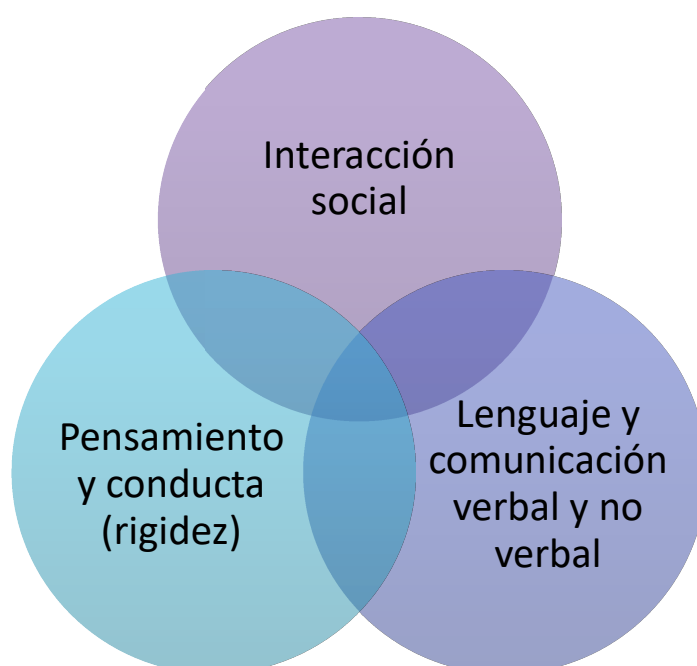 Interacción
social
Pensamiento
y conducta
(rigidez)
Lenguaje y
comunicación
verbal y no
verbal